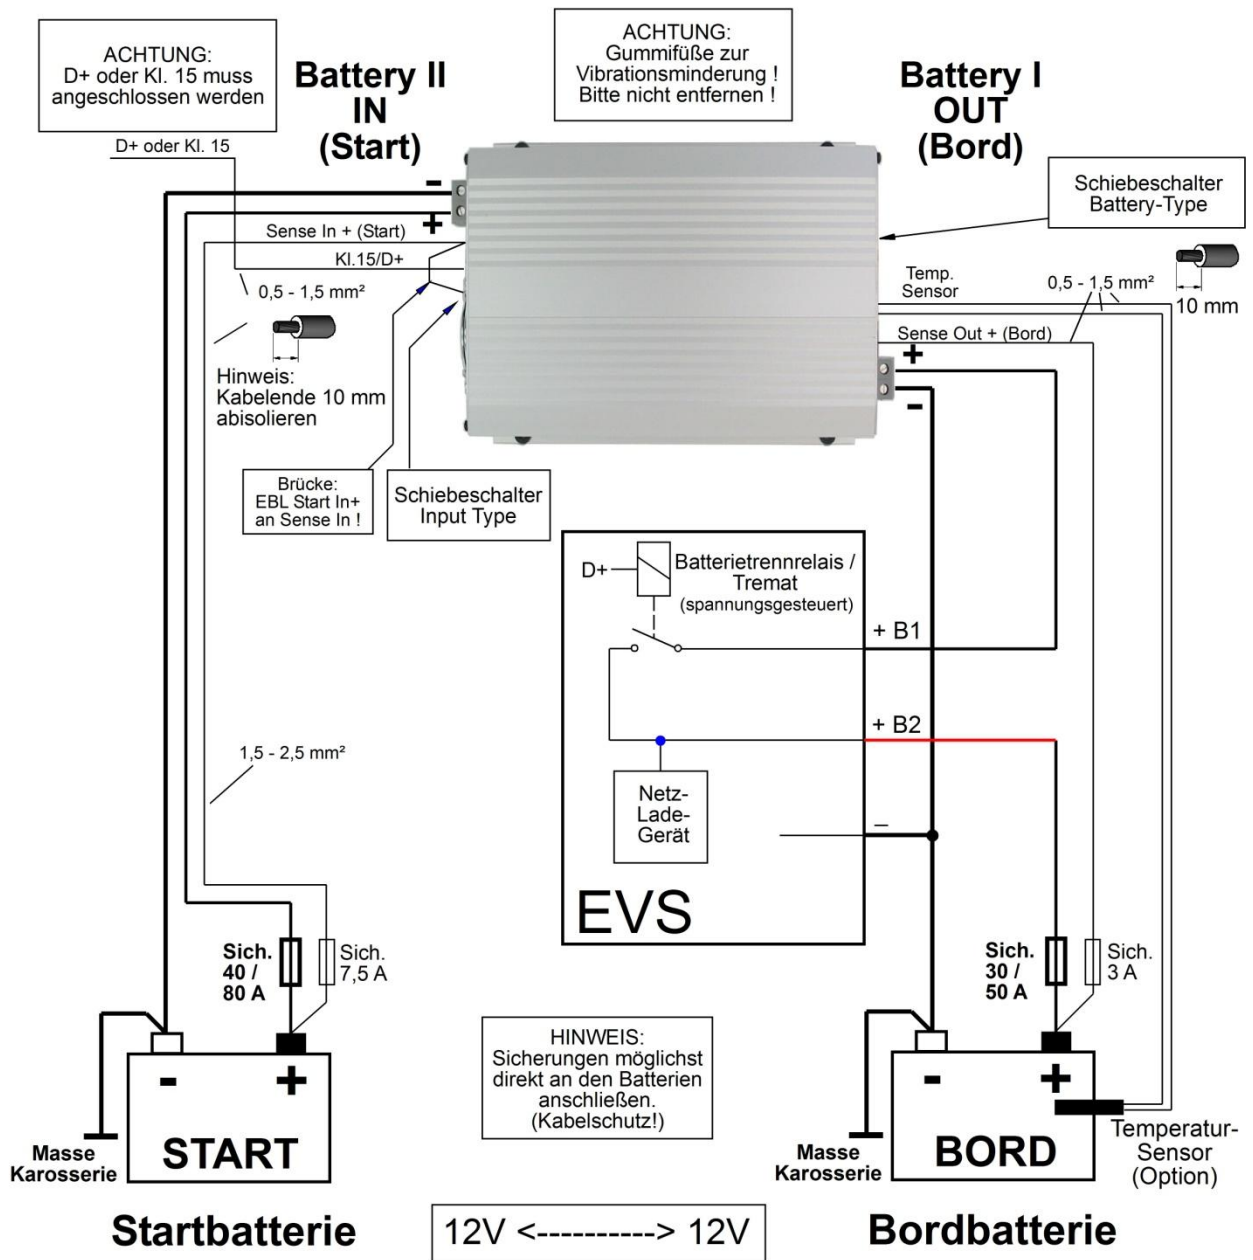 ACHTUNG:
D+ oder Kl. 15 muss
angeschlossen werden
Battery II
IN
(Start)
ACHTUNG:
Gummifüße zur
Vibrationsminderung !
Bitte nicht entfernen !
Battery I
OUT
(Bord)
D+ oder Kl. 15
Schiebeschalter
Battery-Type
-
+
Sense In + (Start)
Kl.15/D+
0,5 - 1,5 mm²
Temp.
Sensor
0,5 - 1,5 mm²
10 mm
Sense Out + (Bord)
+
-
Hinweis:
Kabelende 10 mm
abisolieren
Brücke:
EBL Start In+
an Sense In !
Schiebeschalter
Input Type
D+
Batterietrennrelais /
Tremat
(spannungsgesteuert)
+ B1
+ B2
1,5 - 2,5 mm²
Netz-
Lade-
Gerät
–
EVS
Sich.
40 /
80 A
Sich.
7,5 A
Sich.
30 /
50 A
Sich.
3 A
HINWEIS:
Sicherungen möglichst
direkt an den Batterien
anschließen.
(Kabelschutz!)
- +
START
Masse
Karosserie
- +
BORD
Masse
Karosserie
Temperatur-
Sensor
(Option)
Startbatterie
12V <----------> 12V
Bordbatterie